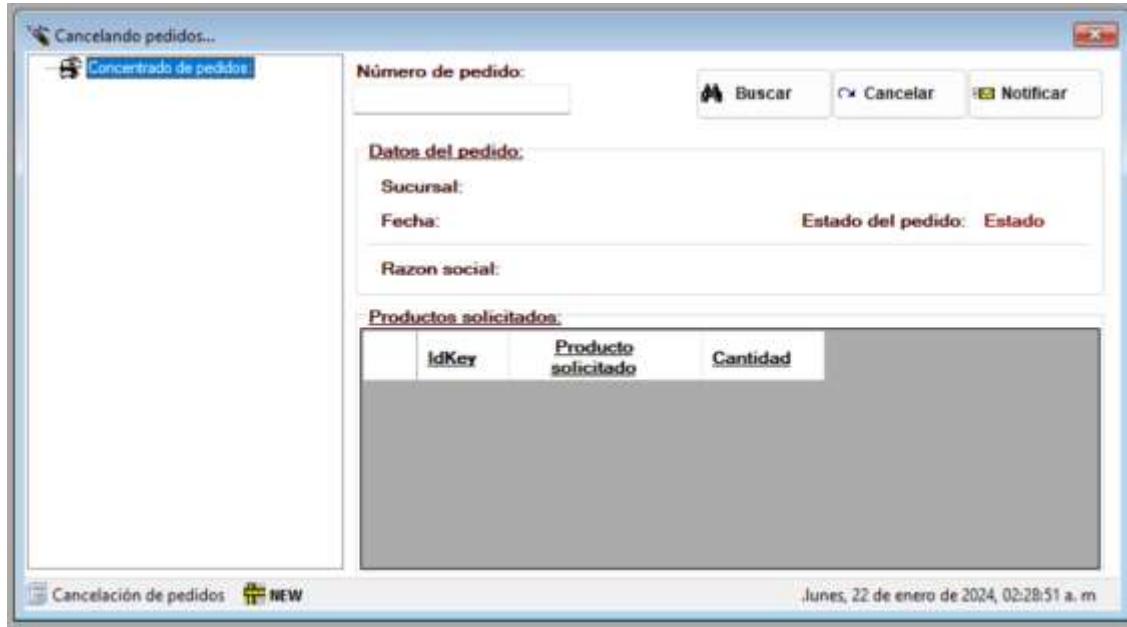 Cancelando pedidos...
Concentrado de pedidos:
Número de pedido:
Buscar
Cancelar
Notificar
Datos del pedido:
Sucursal:
Fecha:
Estado del pedido: Estado
Razon social:
Productos solicitados:
IdKey
Producto
solicitado
Cantidad
Cancelación de pedidos
NEW
.lunes, 22 de enero de 2024, 02:28:51 a. m